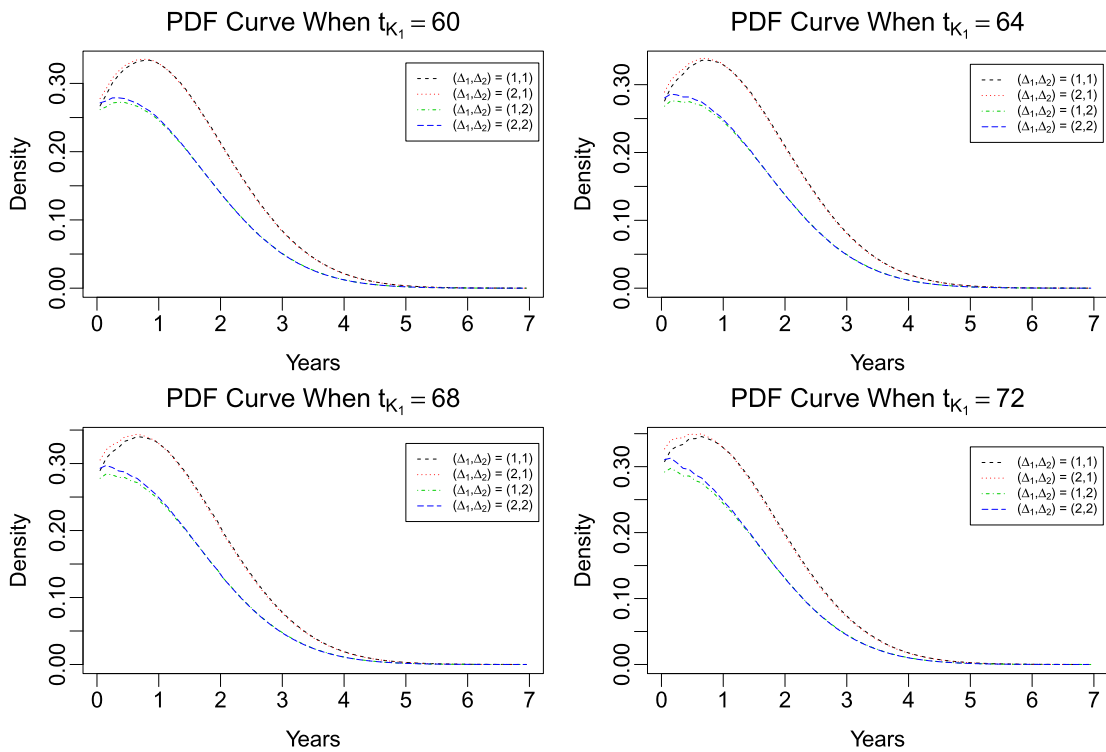 PDF Curve When t_K₁ = 60
Density
0.00 0.10 0.20 0.30
(Δ₁,Δ₂) = (1,1)
(Δ₁,Δ₂) = (2,1)
(Δ₁,Δ₂) = (1,2)
(Δ₁,Δ₂) = (2,2)
0 1 2 3 4 5 6 7
Years
PDF Curve When t_K₁ = 64
Density
0.00 0.10 0.20 0.30
(Δ₁,Δ₂) = (1,1)
(Δ₁,Δ₂) = (2,1)
(Δ₁,Δ₂) = (1,2)
(Δ₁,Δ₂) = (2,2)
0 1 2 3 4 5 6 7
Years
PDF Curve When t_K₁ = 68
Density
0.00 0.10 0.20 0.30
(Δ₁,Δ₂) = (1,1)
(Δ₁,Δ₂) = (2,1)
(Δ₁,Δ₂) = (1,2)
(Δ₁,Δ₂) = (2,2)
0 1 2 3 4 5 6 7
Years
PDF Curve When t_K₁ = 72
Density
0.00 0.10 0.20 0.30
(Δ₁,Δ₂) = (1,1)
(Δ₁,Δ₂) = (2,1)
(Δ₁,Δ₂) = (1,2)
(Δ₁,Δ₂) = (2,2)
0 1 2 3 4 5 6 7
Years